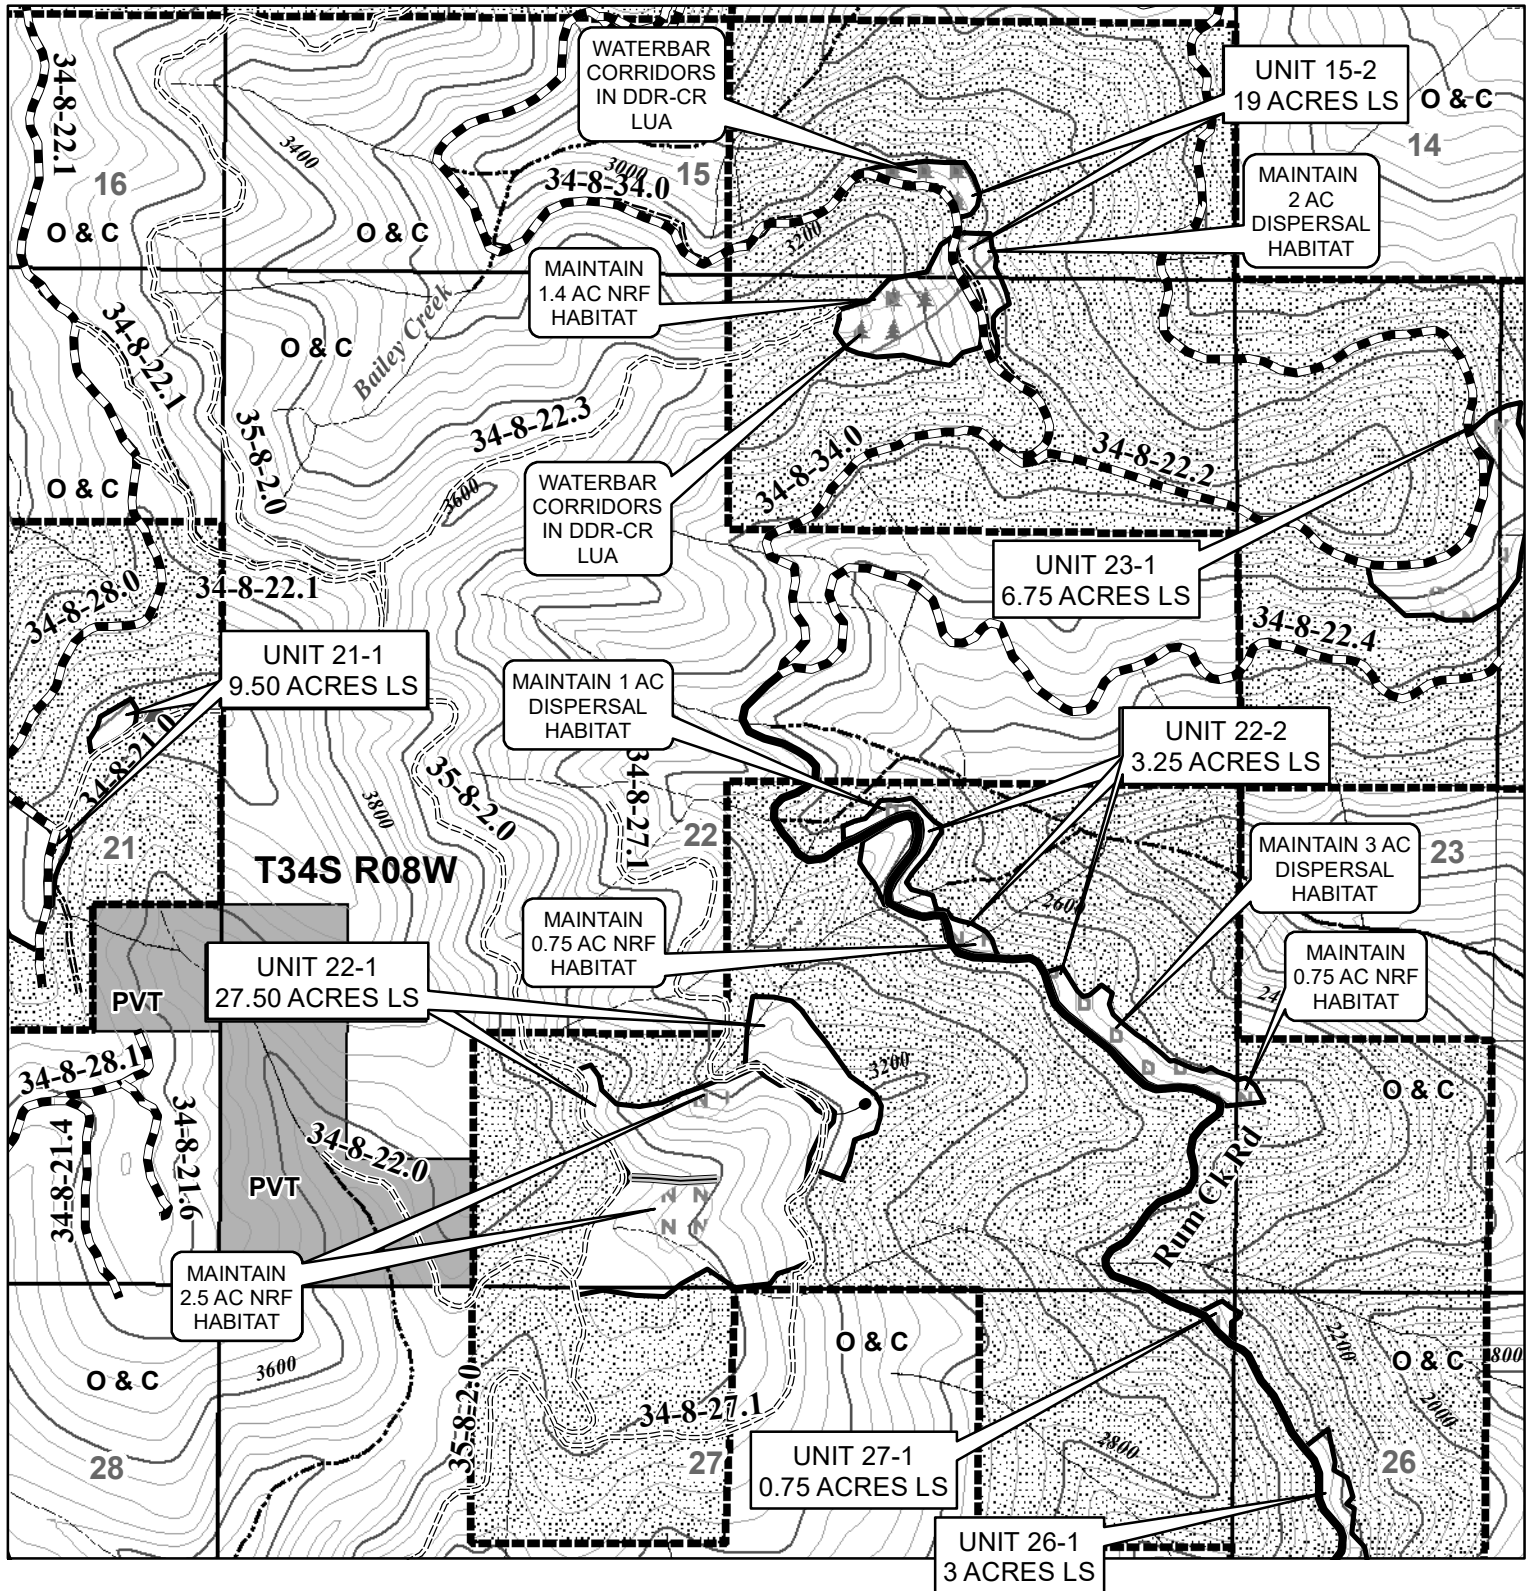 WATERBAR
CORRIDORS
IN DDR-CR
LUA
UNIT 15-2
19 ACRES LS
O & C
14
34-8-22.1
3400
16
3000
15
34-8-34.0
MAINTAIN
2 AC
DISPERSAL
HABITAT
O & C
O & C
3200
MAINTAIN
1.4 AC NRF
HABITAT
34-8-22.1
O & C
Bailey Creek
34-8-22.3
35-8-2.0
34-8-34.0
34-8-22.2
O & C
3600
WATERBAR
CORRIDORS
IN DDR-CR
LUA
UNIT 23-1
6.75 ACRES LS
34-8-28.0
34-8-22.1
34-8-22.4
UNIT 21-1
9.50 ACRES LS
MAINTAIN 1 AC
DISPERSAL
HABITAT
UNIT 22-2
3.25 ACRES LS
34-8-21.0
3800
35-8-2.0
34-8-27.1
22
21
T34S R08W
MAINTAIN 3 AC
DISPERSAL
HABITAT
23
2600
MAINTAIN
0.75 AC NRF
HABITAT
MAINTAIN
0.75 AC NRF
HABITAT
UNIT 22-1
27.50 ACRES LS
PVT
D
D
D
D
N
34-8-28.1
3200
O & C
N
34-8-21.4
34-8-21.6
34-8-22.0
PVT
N N
N N
Rum Ck Rd
MAINTAIN
2.5 AC NRF
HABITAT
O & C
2200
O & C
800
3600
O & C
35-8-2.0
34-8-27.1
2000
28
27
UNIT 27-1
0.75 ACRES LS
2800
26
UNIT 26-1
3 ACRES LS